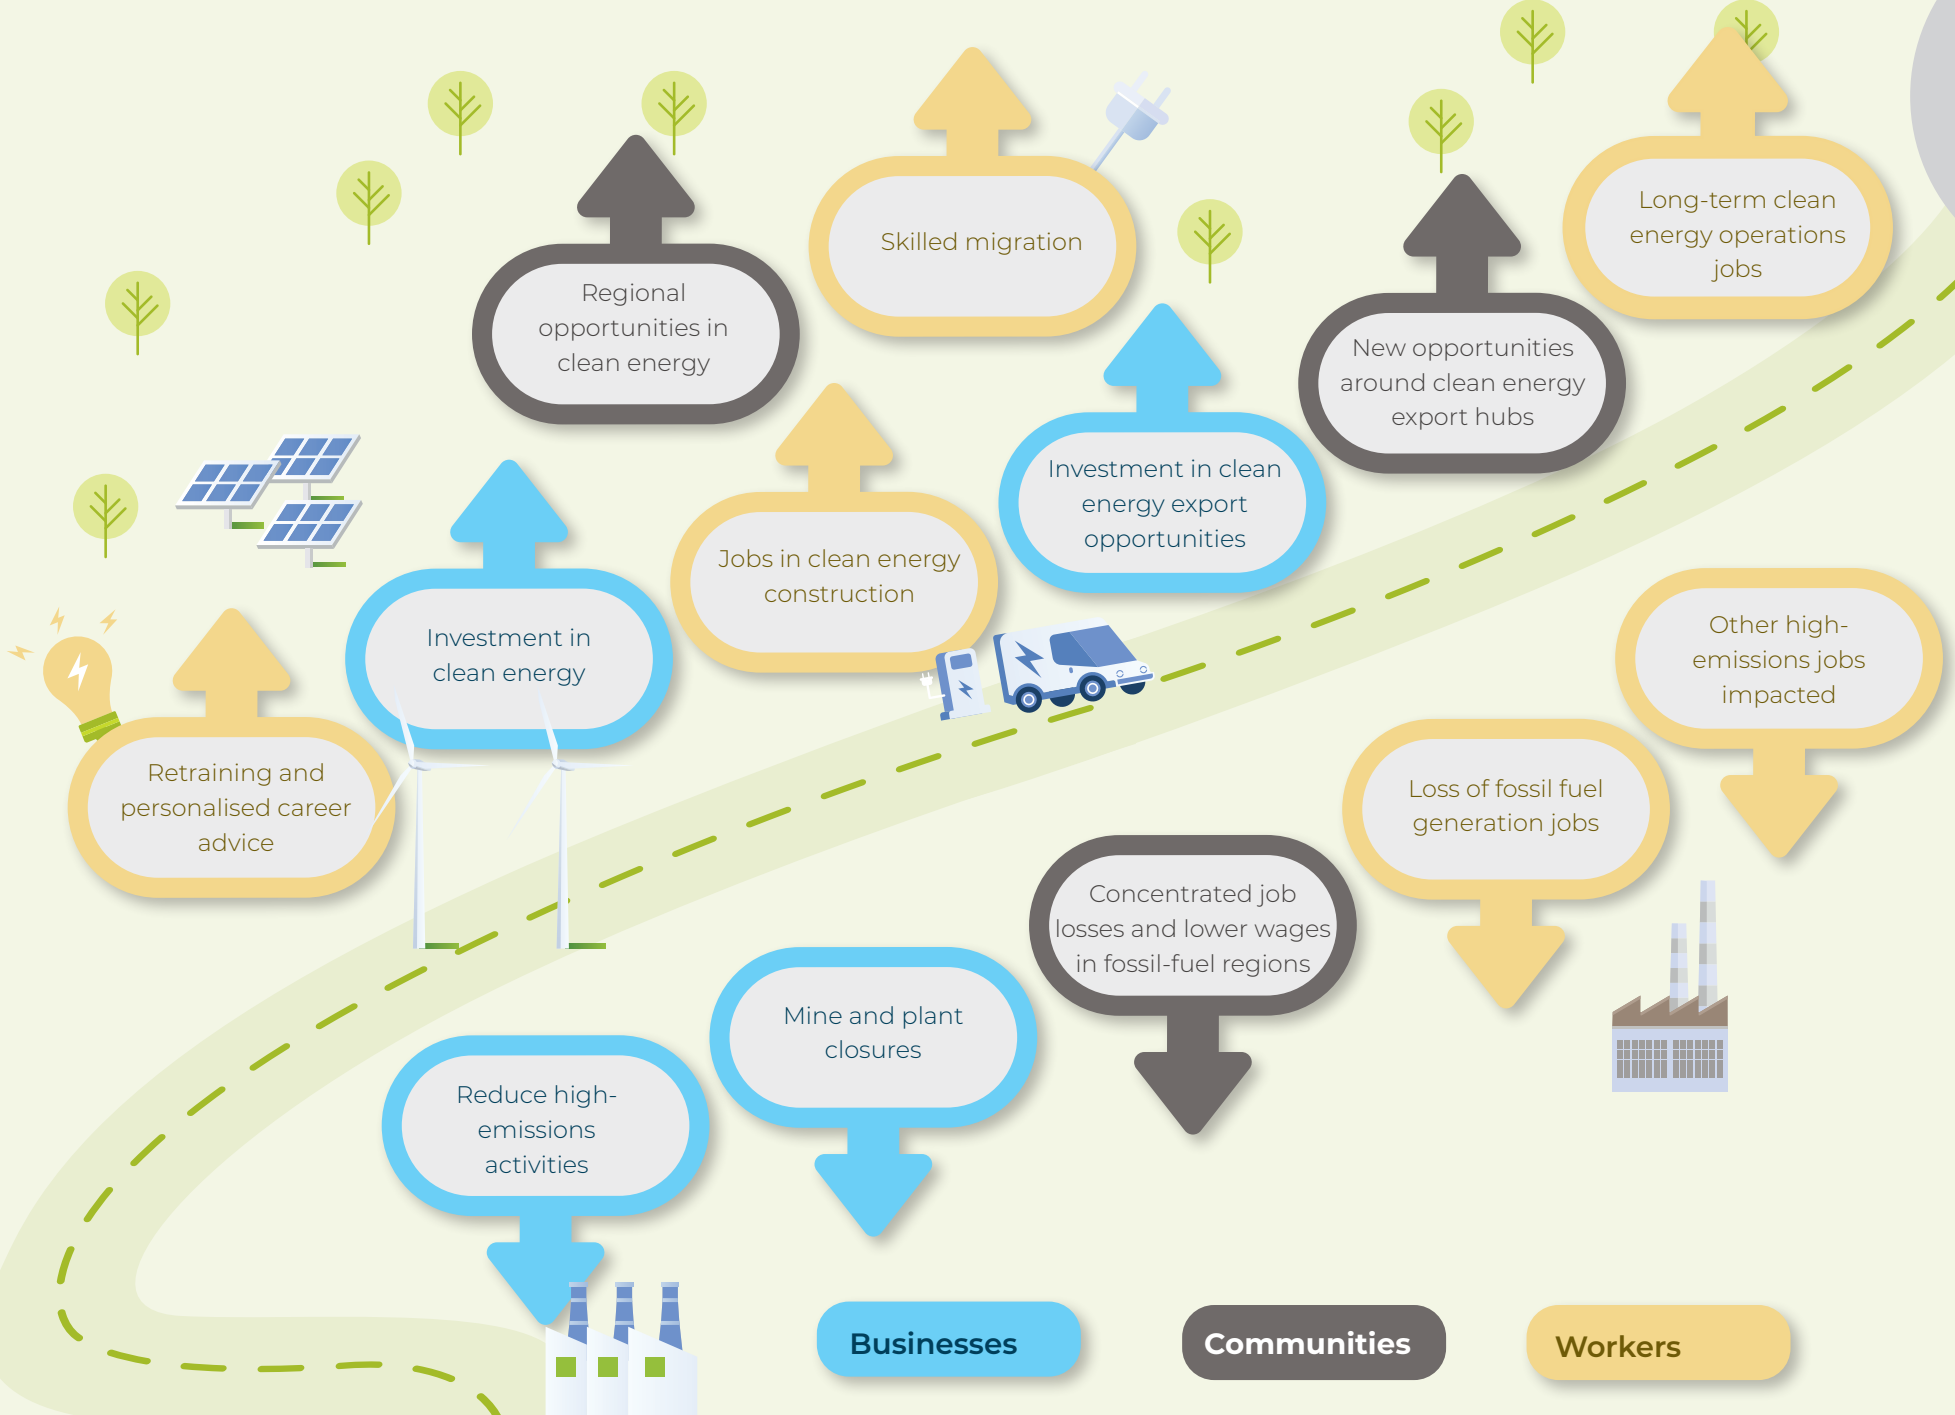 Skilled migration
Long-term clean
energy operations
jobs
Regional
opportunities in
clean energy
New opportunities
around clean energy
export hubs
Investment in clean
energy export
opportunities
Jobs in clean energy
construction
Investment in
clean energy
Retraining and
personalised career
advice
Other high-
emissions jobs
impacted
Loss of fossil fuel
generation jobs
Concentrated job
losses and lower wages
in fossil-fuel regions
Mine and plant
closures
Reduce high-
emissions
activities
Businesses
Communities
Workers